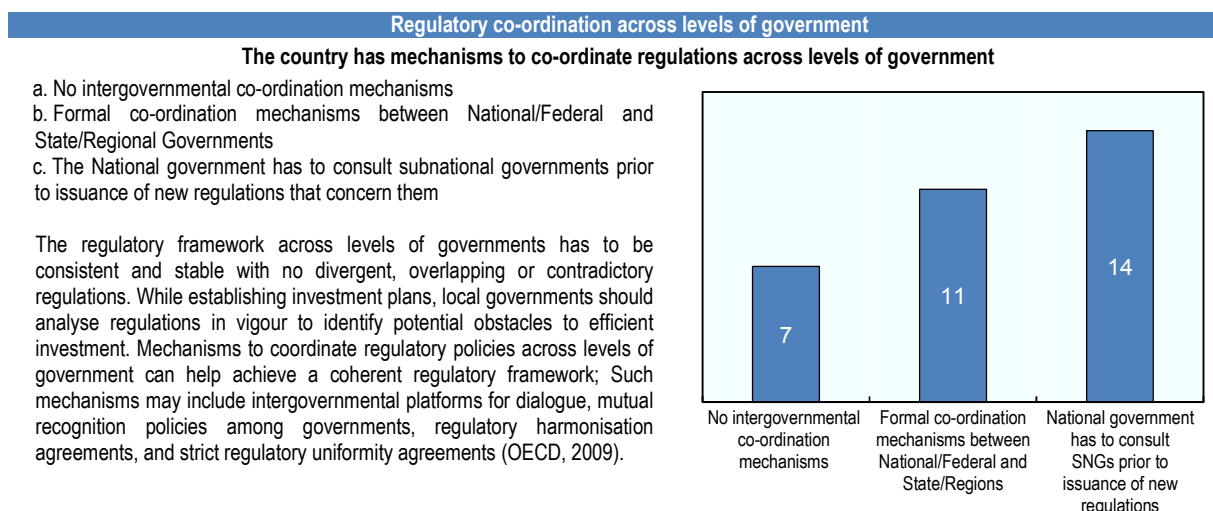 Regulatory co-ordination across levels of government
The country has mechanisms to co-ordinate regulations across levels of government
a. No intergovernmental co-ordination mechanisms
b. Formal co-ordination mechanisms between National/Federal and
State/Regional Governments
c. The National government has to consult subnational governments prior
to issuance of new regulations that concern them
The regulatory framework across levels of governments has to be
consistent and stable with no divergent, overlapping or contradictory
regulations. While establishing investment plans, local governments should
analyse regulations in vigour to identify potential obstacles to efficient
investment. Mechanisms to coordinate regulatory policies across levels of
government can help achieve a coherent regulatory framework; Such
mechanisms may include intergovernmental platforms for dialogue, mutual
recognition policies among governments, regulatory harmonisation
agreements, and strict regulatory uniformity agreements (OECD, 2009).
7
11
14
No intergovernmental
co-ordination
mechanisms
Formal co-ordination
mechanisms between
National/Federal and
State/Regions
National government
has to consult
SNGs prior to
issuance of new
regulations